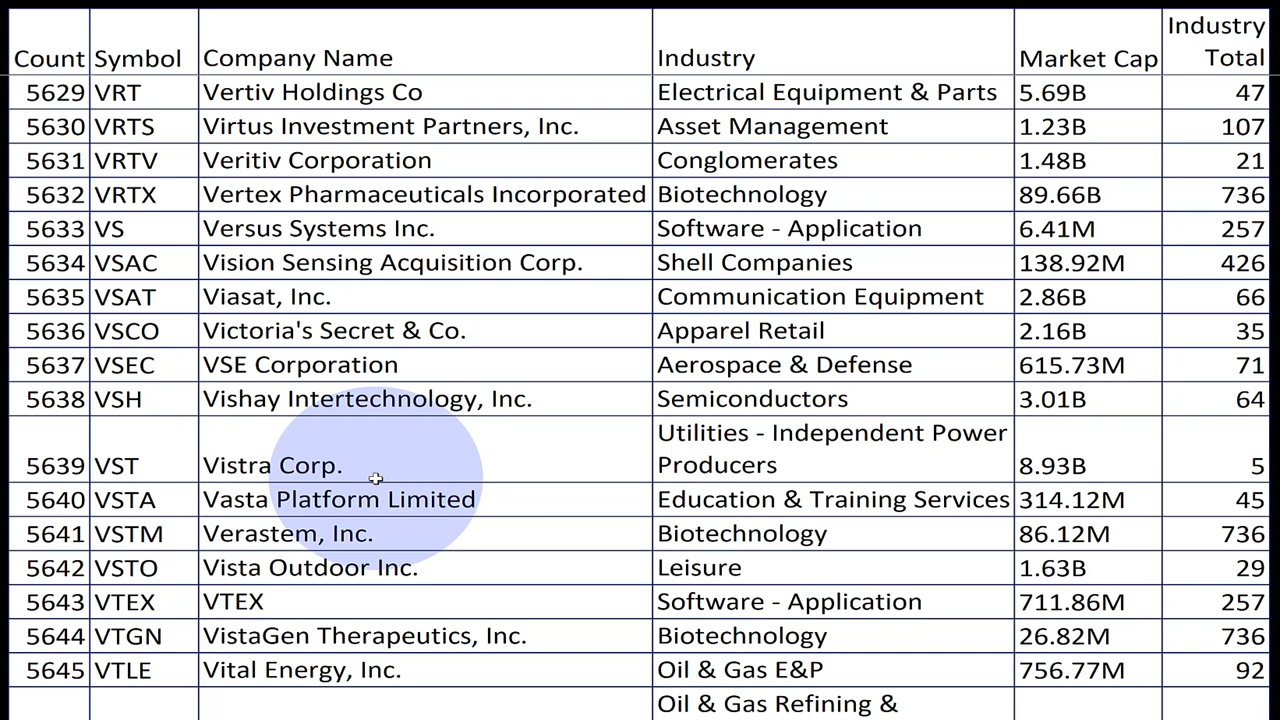 Count Symbol Company Name Industry Market Cap Industry Total
5629 VRT Vertiv Holdings Co Electrical Equipment & Parts 5.69B 47
5630 VRTS Virtus Investment Partners, Inc. Asset Management 1.23B 107
5631 VRTV Veritiv Corporation Conglomerates 1.48B 21
5632 VRTX Vertex Pharmaceuticals Incorporated Biotechnology 89.66B 736
5633 VS Versus Systems Inc. Software - Application 6.41M 257
5634 VSAC Vision Sensing Acquisition Corp. Shell Companies 138.92M 426
5635 VSAT Viasat, Inc. Communication Equipment 2.86B 66
5636 VSCO Victoria's Secret & Co. Apparel Retail 2.16B 35
5637 VSEC VSE Corporation Aerospace & Defense 615.73M 71
5638 VSH Vishay Intertechnology, Inc. Semiconductors 3.01B 64
5639 VST Vistra Corp. Utilities - Independent Power Producers 8.93B 5
5640 VSTA Vasta Platform Limited Education & Training Services 314.12M 45
5641 VSTM Verastem, Inc. Biotechnology 86.12M 736
5642 VSTO Vista Outdoor Inc. Leisure 1.63B 29
5643 VTEX VTEX Software - Application 711.86M 257
5644 VTGN VistaGen Therapeutics, Inc. Biotechnology 26.82M 736
5645 VTLE Vital Energy, Inc. Oil & Gas E&P 756.77M 92
Oil & Gas Refining &